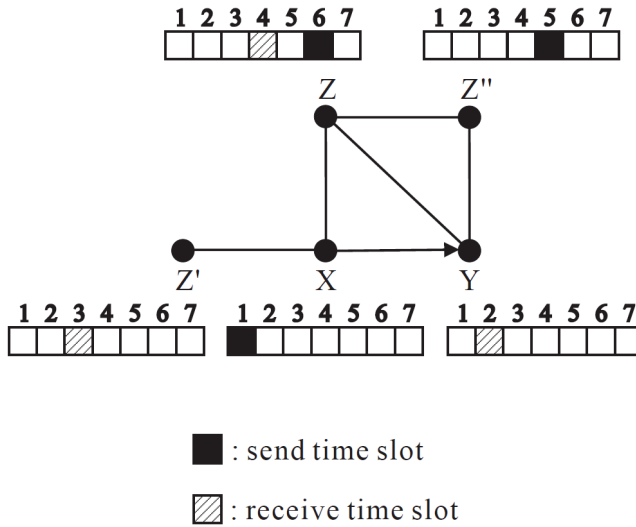 1 2 3 4 5 6 7 1 2 3 4 5 6 7
Z Z"
Z' X Y
1 2 3 4 5 6 7 1 2 3 4 5 6 7 1 2 3 4 5 6 7
: send time slot
: receive time slot